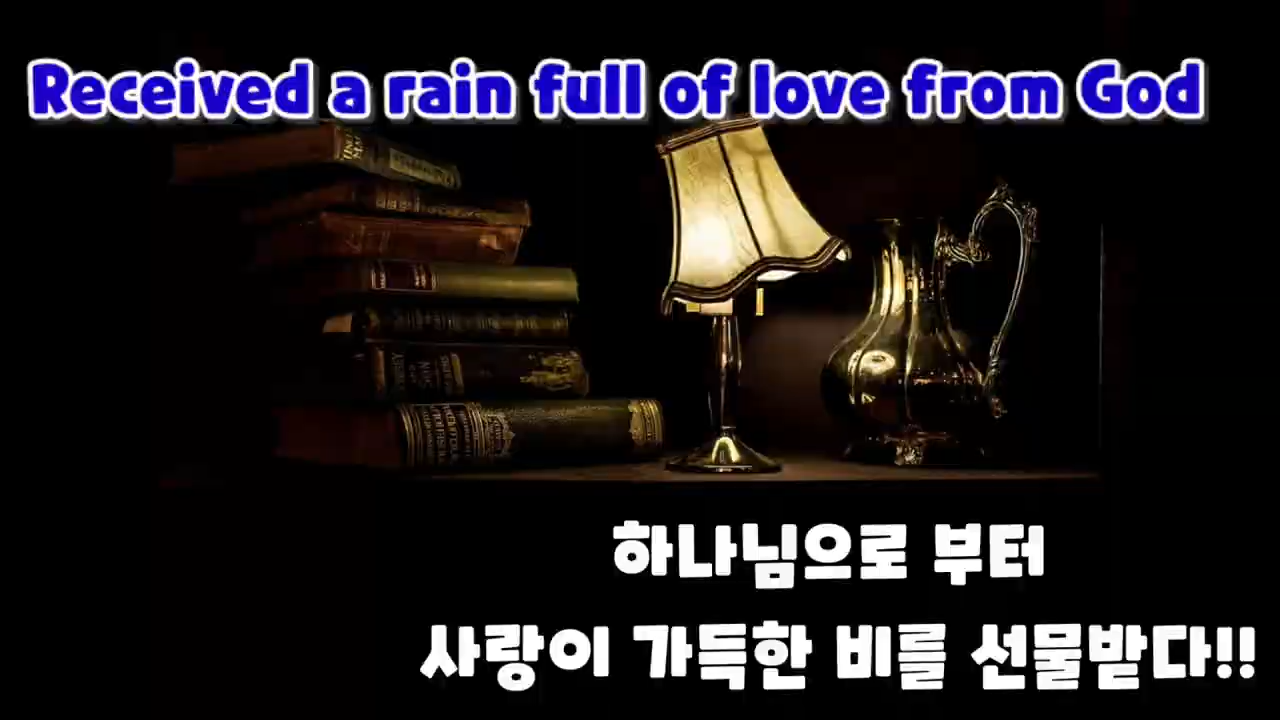 Received a rain full of love from God
하나님으로 부터
사랑이 가득한 비를 선물받다!!